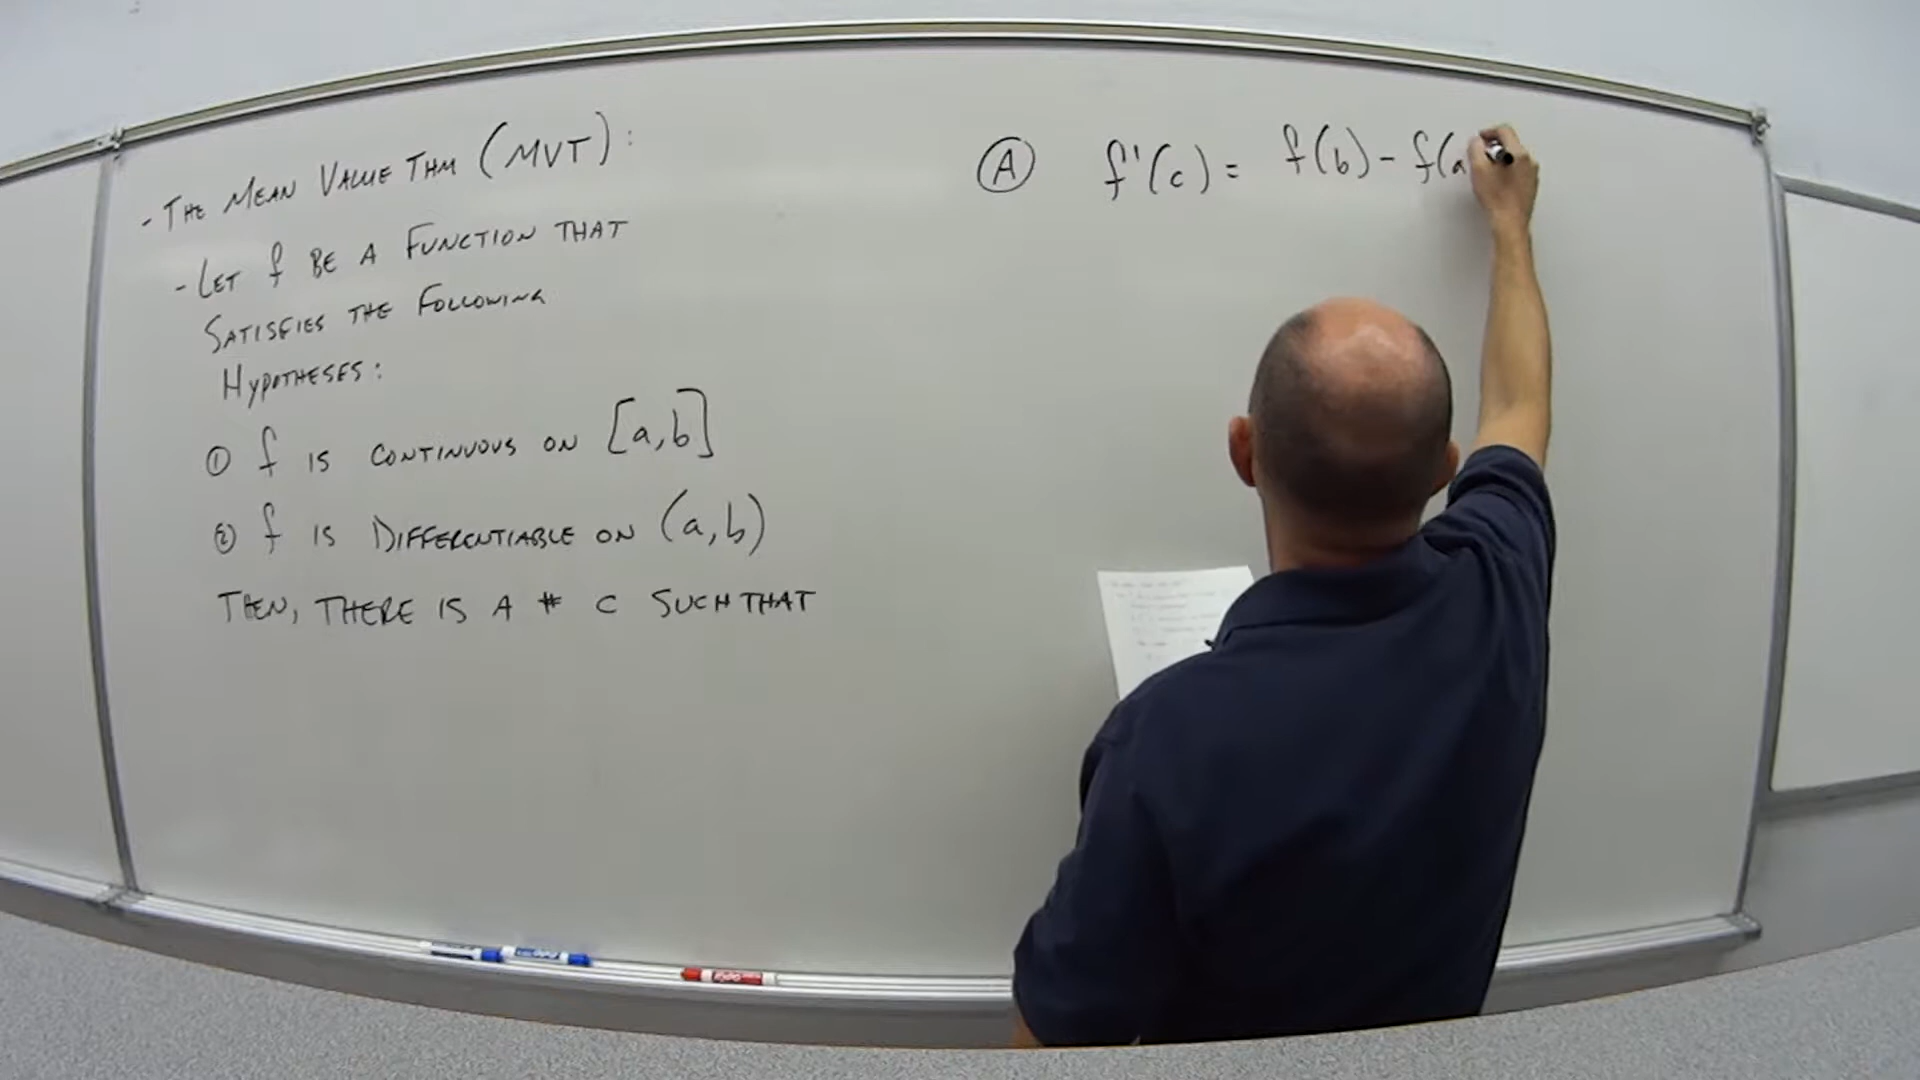 - THE MEAN VALUE THM (MVT):
- LET f BE A FUNCTION THAT
SATISFIES THE FOLLOWING
HYPOTHESES:
① f IS CONTINUOUS ON [a,b]
② f IS DIFFERENTIABLE ON (a,b)
THEN, THERE IS A # C SUCH THAT
Ⓐ f'(c) = f(b) - f(a